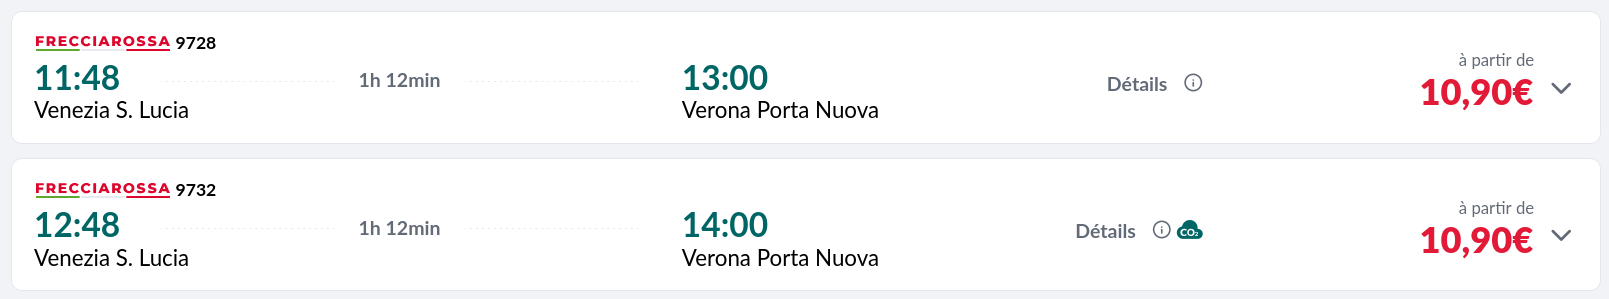 FRECCIAROSSA 9728
11:48 1h 12min 13:00 Détails à partir de 10,90€
Venezia S. Lucia Verona Porta Nuova
FRECCIAROSSA 9732
12:48 1h 12min 14:00 Détails CO₂ à partir de 10,90€
Venezia S. Lucia Verona Porta Nuova